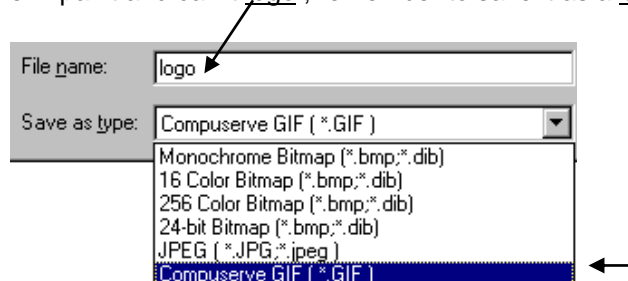 File name: logo
Save as type: Compuserve GIF ( *.GIF )
Monochrome Bitmap (*.bmp;*.dib)
16 Color Bitmap (*.bmp;*.dib)
256 Color Bitmap (*.bmp;*.dib)
24-bit Bitmap (*.bmp;*.dib)
JPEG ( *.JPG;*.jpeg )
Compuserve GIF ( *.GIF )